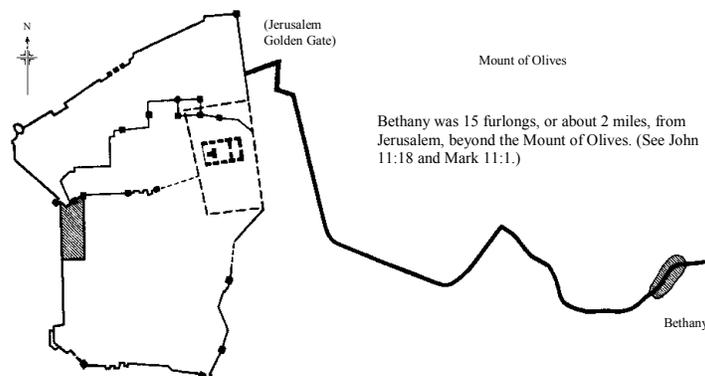 N
(Jerusalem
Golden Gate)
Mount of Olives
Bethany was 15 furlongs, or about 2 miles, from
Jerusalem, beyond the Mount of Olives. (See John
11:18 and Mark 11:1.)
Bethany